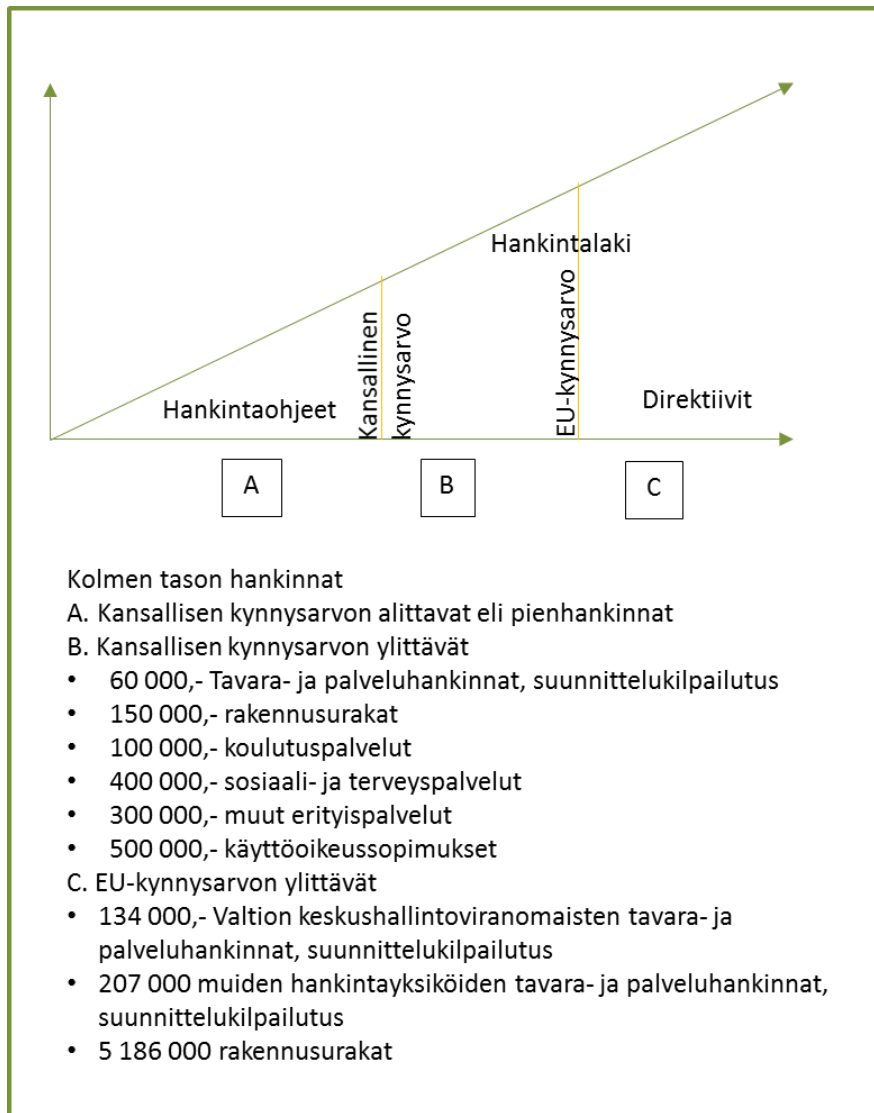 Hankintalaki
Kansallinen
kynnysarvo
EU-kynnysarvo
Hankintaohjeet
Direktiivit
A
B
C
Kolmen tason hankinnat
A. Kansallisen kynnysarvon alittavat eli pienhankinnat
B. Kansallisen kynnysarvon ylittävät
• 60 000,- Tavara- ja palveluhankinnat, suunnittelukilpailutus
• 150 000,- rakennusurakat
• 100 000,- koulutuspalvelut
• 400 000,- sosiaali- ja terveyspalvelut
• 300 000,- muut erityispalvelut
• 500 000,- käyttöoikeussopimukset
C. EU-kynnysarvon ylittävät
• 134 000,- Valtion keskushallintoviranomaisten tavara- ja
palveluhankinnat, suunnittelukilpailutus
• 207 000 muiden hankintayksiköiden tavara- ja palveluhankinnat,
suunnittelukilpailutus
• 5 186 000 rakennusurakat